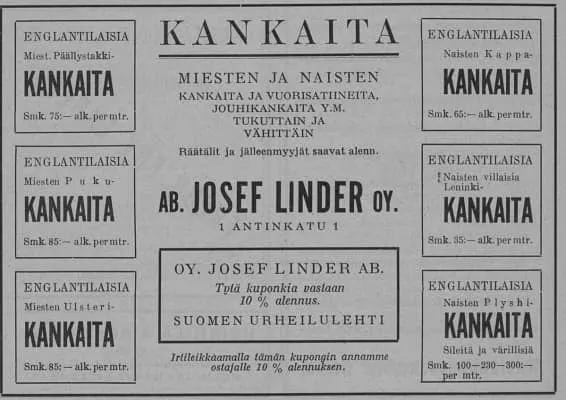 ENGLANTILAISIA
Miest. Päällystakki-
KANKAITA
Smk. 75:— alk. per mtr.
ENGLANTILAISIA
Miesten Puku-
KANKAITA
Smk. 85:— alk. per mtr.
ENGLANTILAISIA
Miesten Ulsteri-
KANKAITA
Smk. 85:— alk. per mtr.
KANKAITA
MIESTEN JA NAISTEN
KANKAITA JA VUORISATIINEITA,
JOUHIKANKAITA Y.M.
TUKUTTAIN JA
VÄHITTÄIN
Räätälit ja jälleenmyyjät saavat alenn.
AB. JOSEF LINDER OY.
1 ANTINKATU 1
OY. JOSEF LINDER AB.
Tytä kuponkia vastaan
10 % alennus.
SUOMEN URHEILULEHTI
Irtileikkaamalla tämän kupongin annamme
ostajalle 10 % alennuksen.
ENGLANTILAISIA
Naisten Kappa-
KANKAITA
Smk. 65:— alk. per mtr.
ENGLANTILAISIA
Naisten villaisia
Leninki-
KANKAITA
Smk. 35:— alk. per mtr.
ENGLANTILAISIA
Naisten Plyshi-
KANKAITA
Sileitä ja värillisiä
Smk. 100—230—300:—
per mtr.